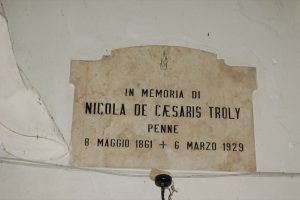 IN MEMORIA DI
NICOLA DE CÆSARIS TROLY
PENNE
8 MAGGIO 1861 + 6 MARZO 1929